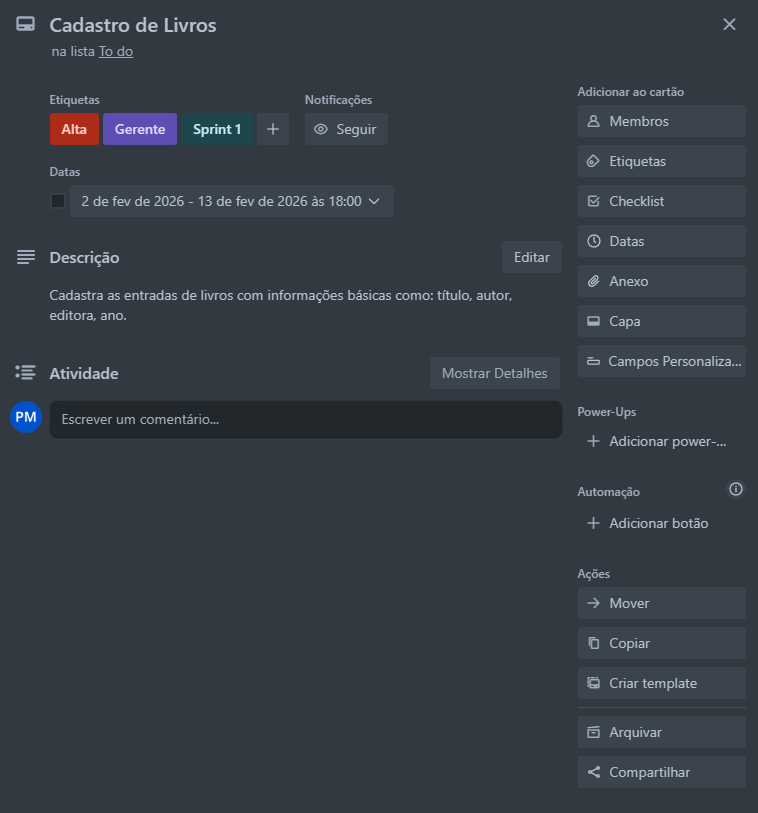 Cadastro de Livros
na lista To do
Etiquetas
Alta
Gerente
Sprint 1
Notificações
Seguir
Datas
2 de fev de 2026 - 13 de fev de 2026 às 18:00
Descrição
Editar
Cadastra as entradas de livros com informações básicas como: título, autor,
editora, ano.
Atividade
Mostrar Detalhes
PM
Escrever um comentário...
Adicionar ao cartão
Membros
Etiquetas
Checklist
Datas
Anexo
Capa
Campos Personaliza...
Power-Ups
Adicionar power-...
Automação
Adicionar botão
Ações
Mover
Copiar
Criar template
Arquivar
Compartilhar